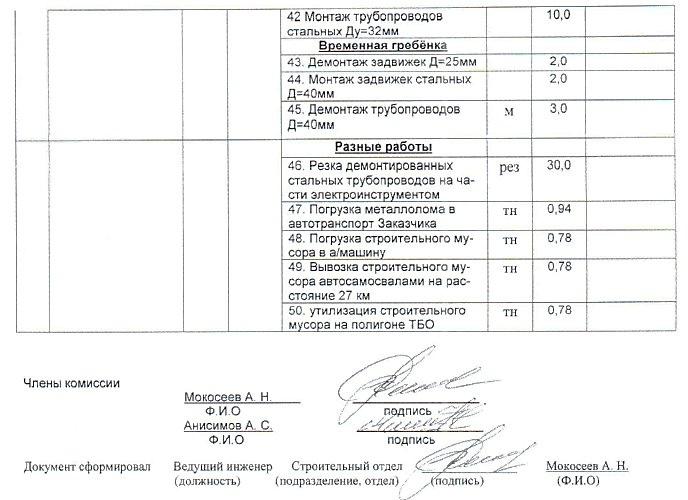 42 Монтаж трубопроводов 10,0
стальных Ду=32мм
Временная гребёнка
43. Демонтаж задвижек Д=25мм 2,0
44. Монтаж задвижек стальных 2,0
Д=40мм
45. Демонтаж трубопроводов м 3,0
Д=40мм
Разные работы
46. Резка демонтированных рез 30,0
стальных трубопроводов на ча-
сти электроинструментом
47. Погрузка металлолома в тн 0,94
автотранспорт Заказчика
48. Погрузка строительного му- тн 0,78
сора в а/машину
49. Вывозка строительного му- тн 0,78
сора автосамосвалами на рас-
стояние 27 км
50. утилизация строительного тн 0,78
мусора на полигоне ТБО
Члены комиссии
Мокосеев А. Н.
Ф.И.О подпись
Анисимов А. С.
Ф.И.О подпись
Документ сформировал Ведущий инженер Строительный отдел Мокосеев А. Н.
(должность) (подразделение, отдел) (подпись) (Ф.И.О)